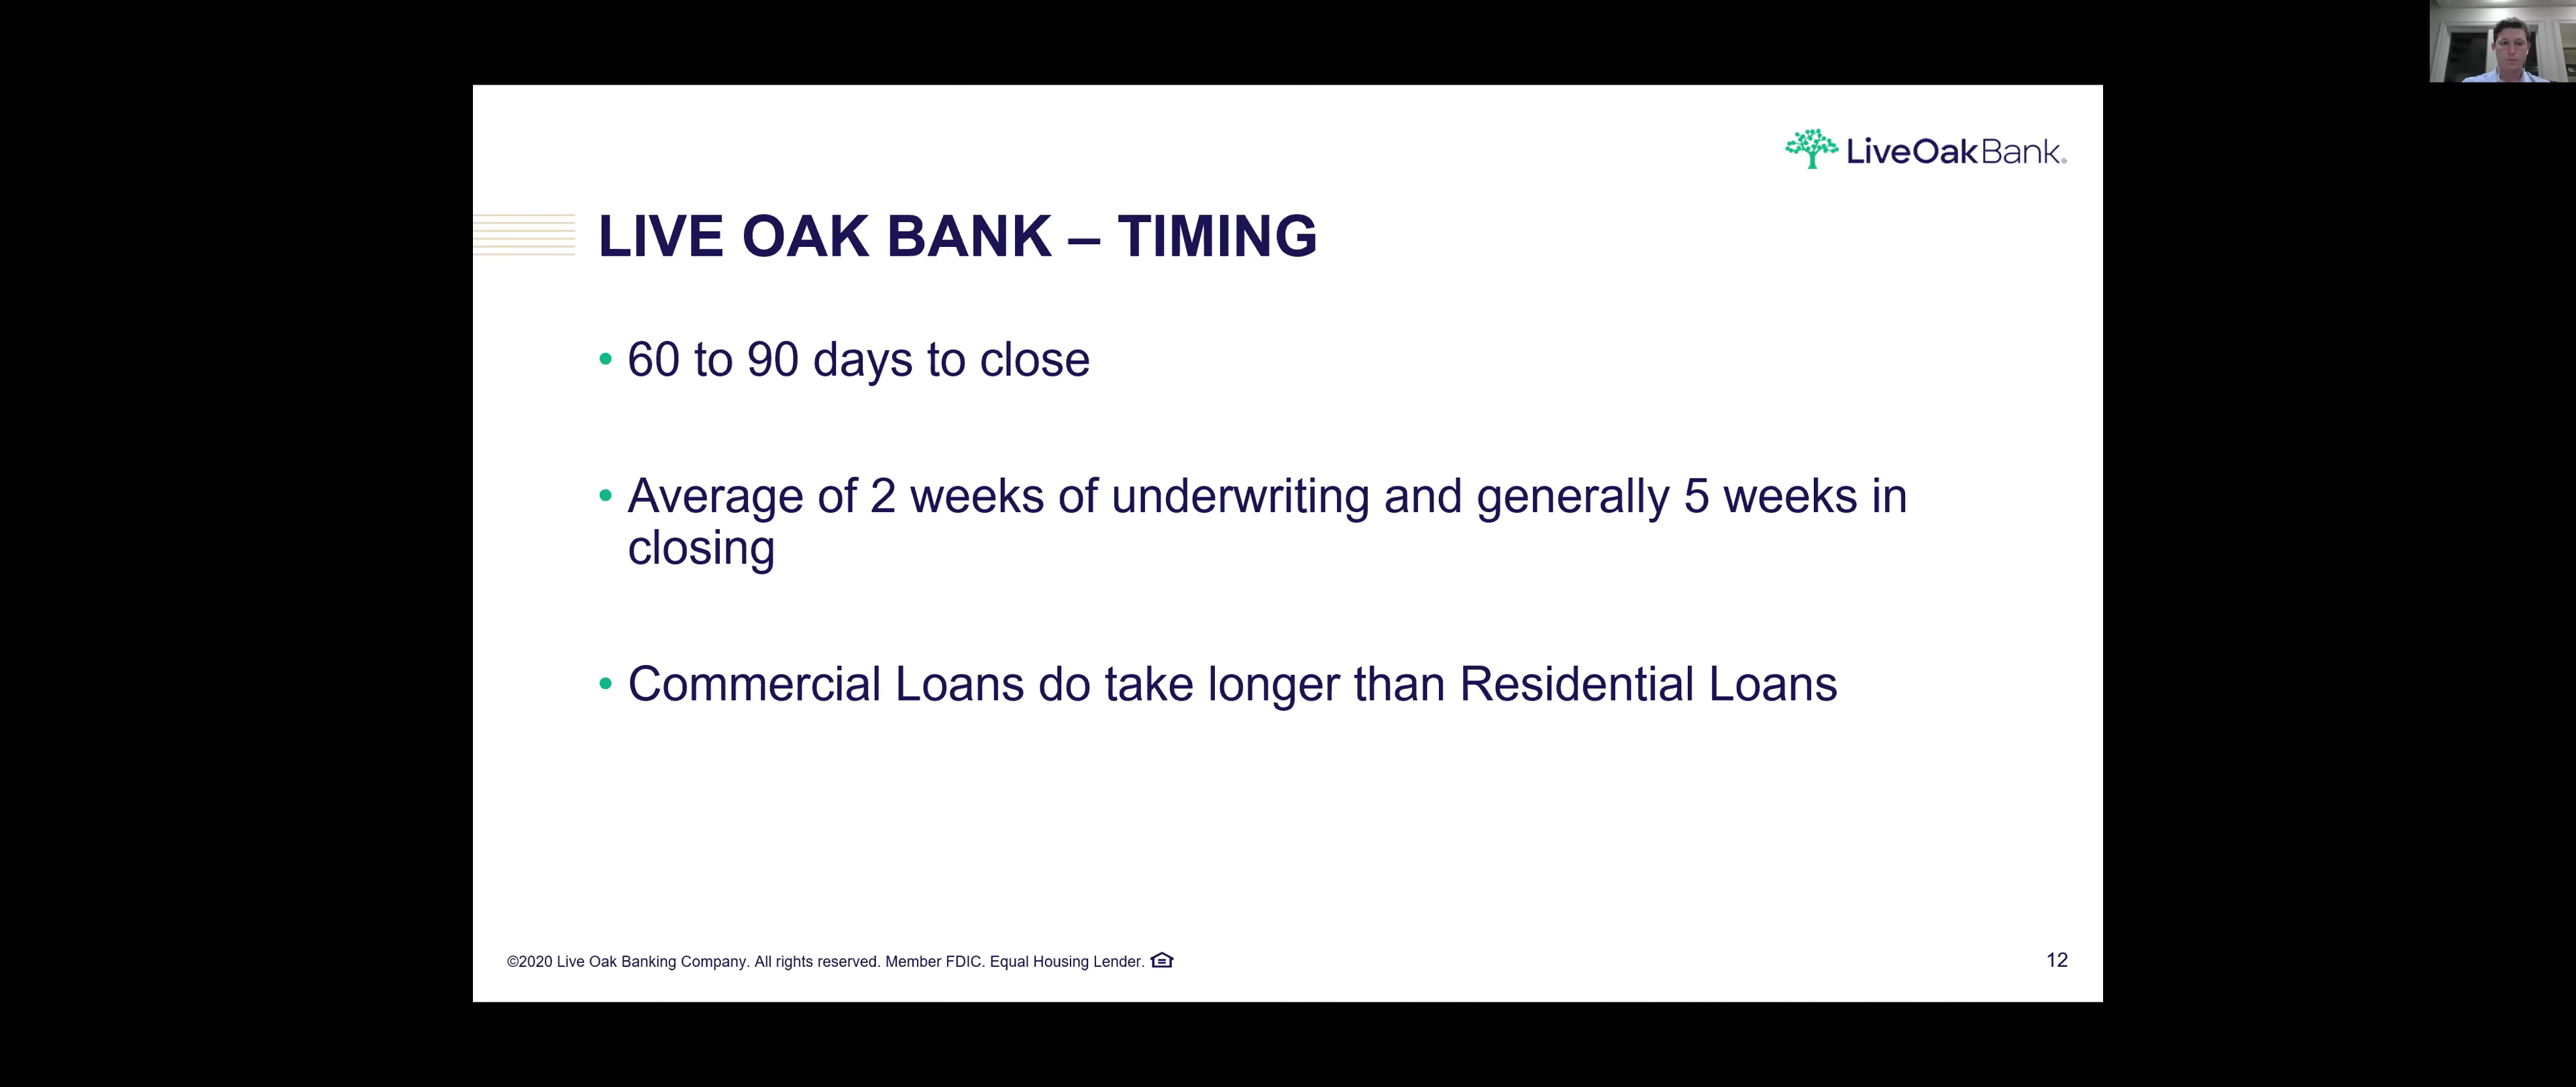 LiveOakBank®
LIVE OAK BANK – TIMING
• 60 to 90 days to close
• Average of 2 weeks of underwriting and generally 5 weeks in
closing
• Commercial Loans do take longer than Residential Loans
©2020 Live Oak Banking Company. All rights reserved. Member FDIC. Equal Housing Lender.
12